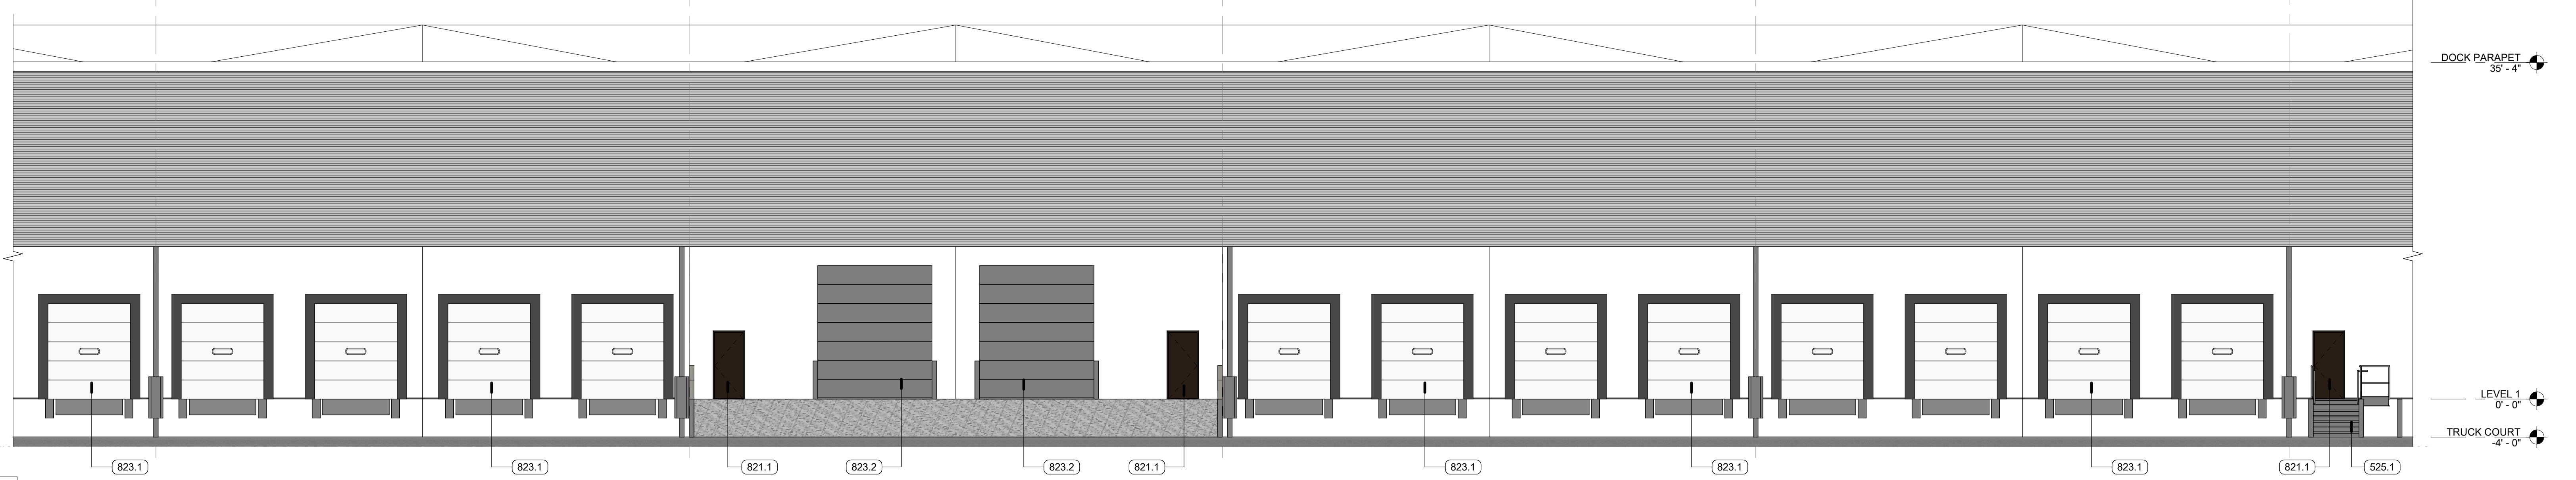 DOCK PARAPET
35' - 4"
LEVEL 1
0' - 0"
TRUCK COURT
-4' - 0"
823.1
823.1
821.1
823.2
823.2
821.1
823.1
823.1
823.1
821.1
525.1